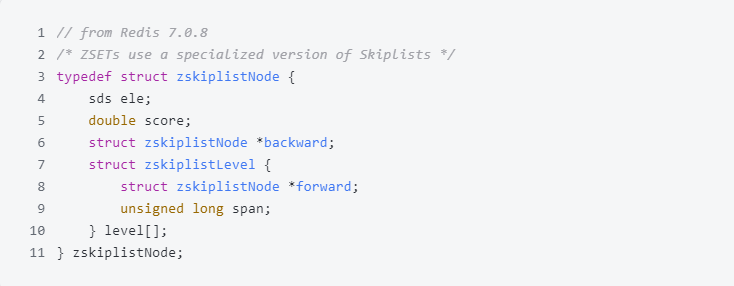 1 // from Redis 7.0.8
2 /* ZSETs use a specialized version of Skiplists */
3 typedef struct zskiplistNode {
4     sds ele;
5     double score;
6     struct zskiplistNode *backward;
7     struct zskiplistLevel {
8         struct zskiplistNode *forward;
9         unsigned long span;
10     } level[];
11 } zskiplistNode;